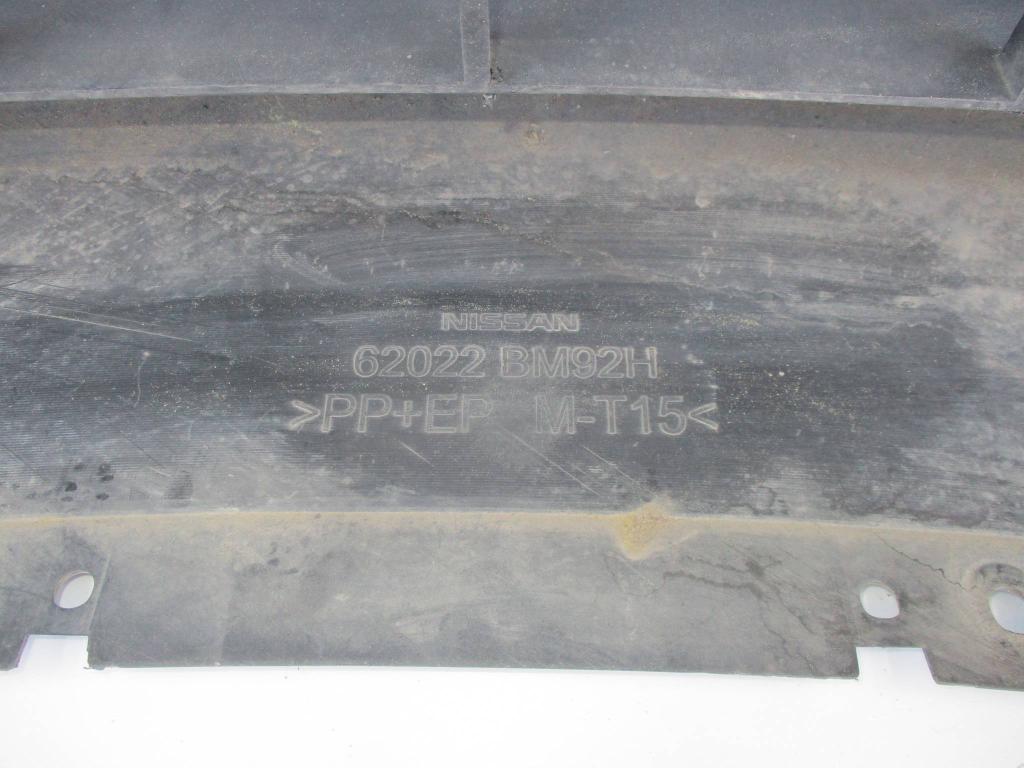 NISSAN
62022 BM92H
>PP+EP M-T15<